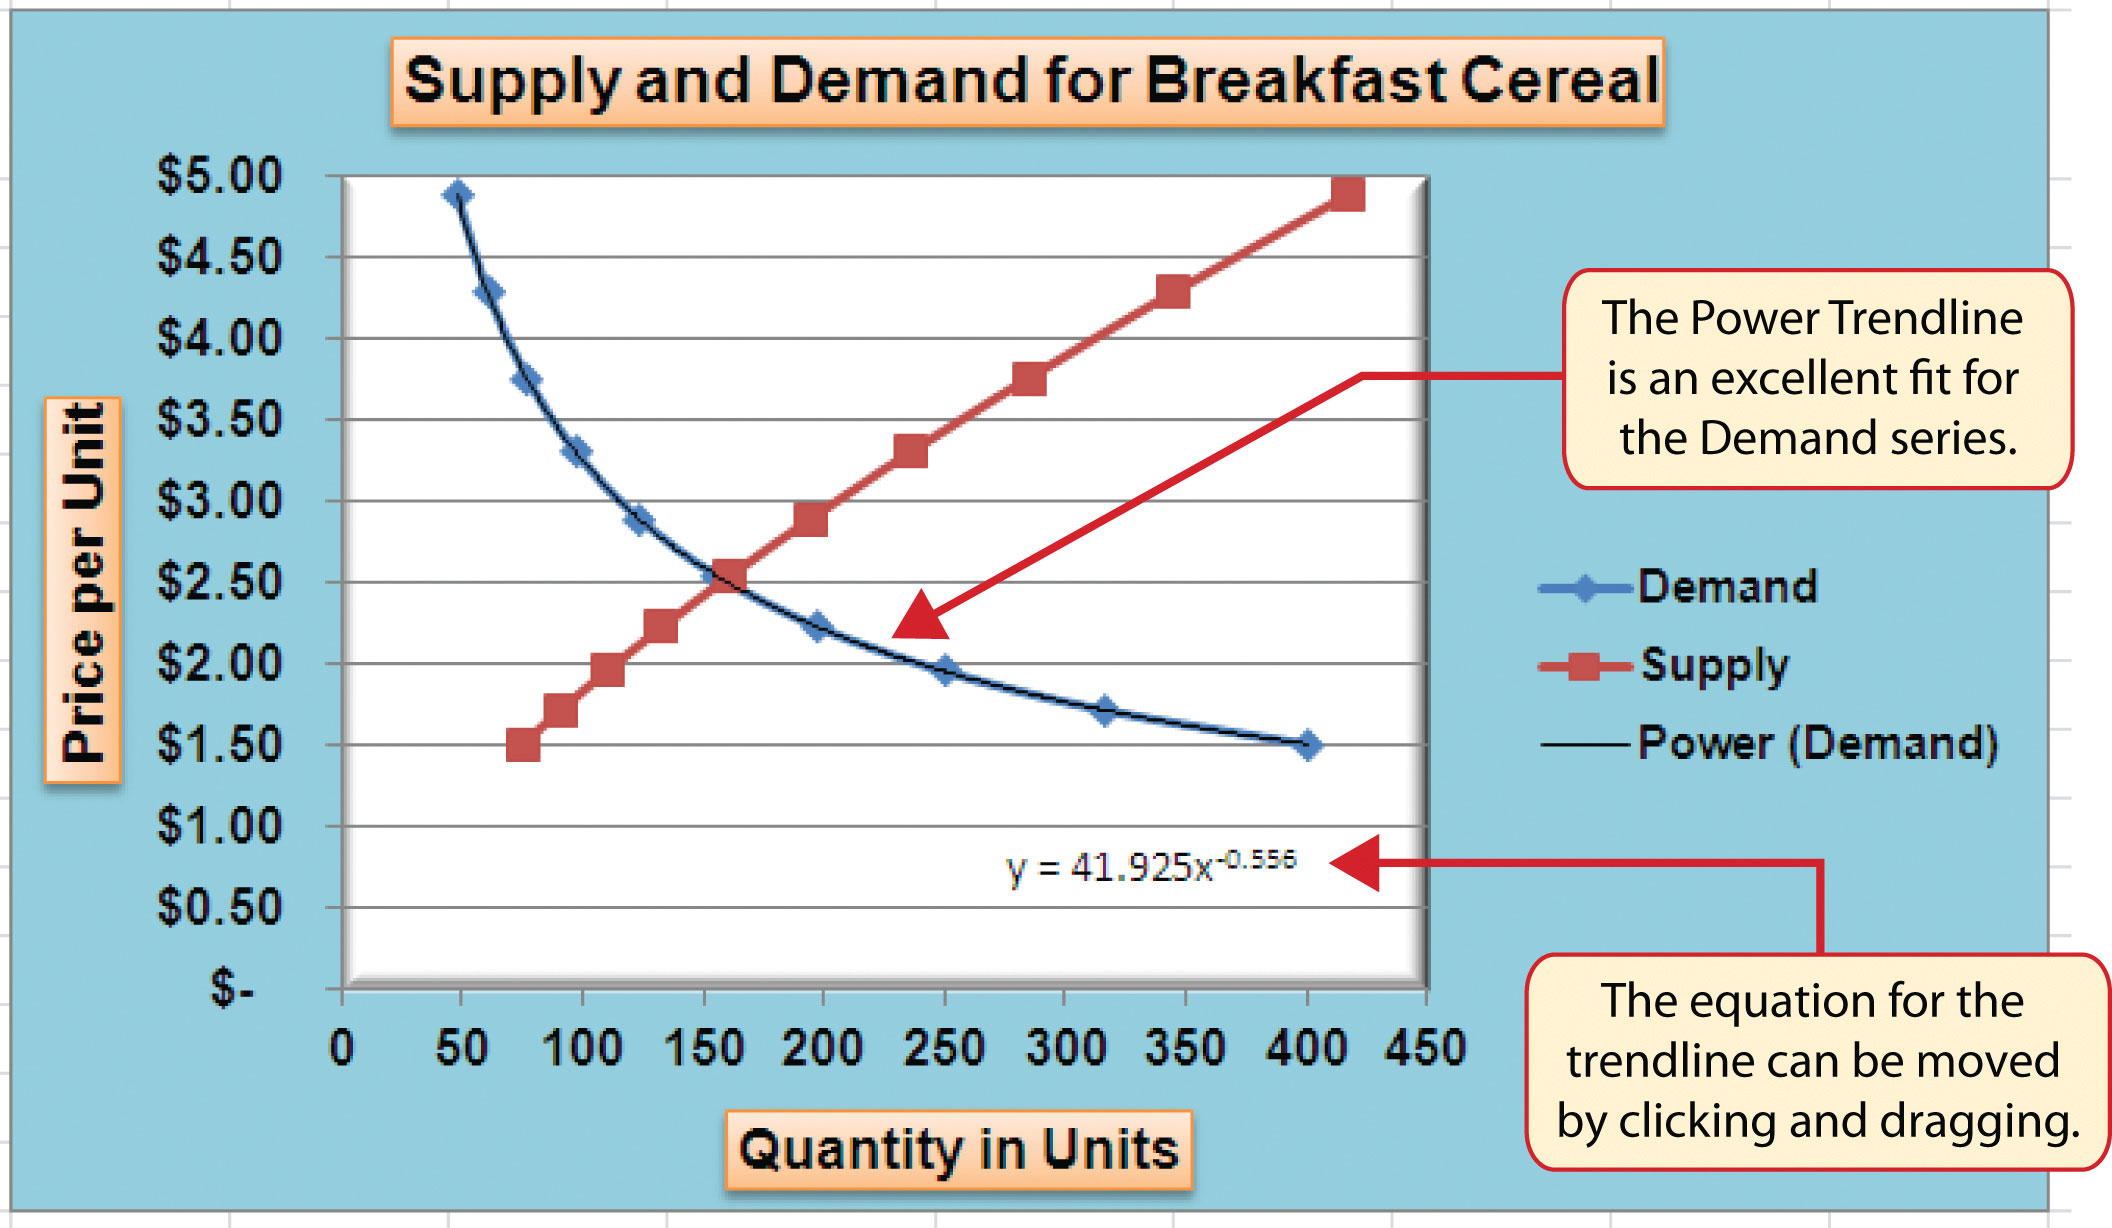 Supply and Demand for Breakfast Cereal
$5.00
$4.50
$4.00
$3.50
$3.00
$2.50
$2.00
$1.50
$1.00
$0.50
$-
Price per Unit
0 50 100 150 200 250 300 350 400 450
Quantity in Units
y = 41.925x^-0.556
The Power Trendline
is an excellent fit for
the Demand series.
Demand
Supply
Power (Demand)
The equation for the
trendline can be moved
by clicking and dragging.